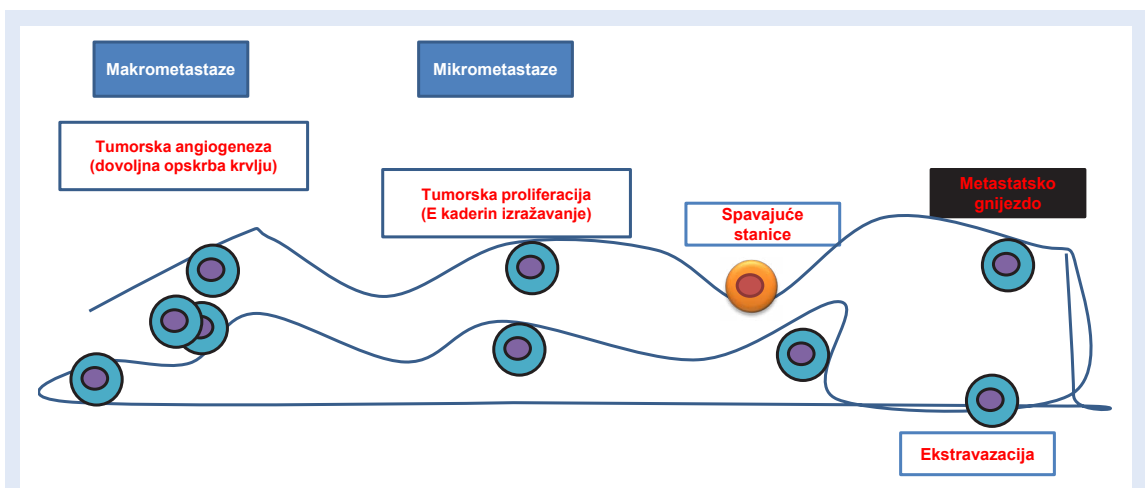 Makrometastaze
Mikrometastaze
Tumorska angiogeneza
(dovoljna opskrba krvlju)
Tumorska proliferacija
(E kaderin izražavanje)
Spavajuće
stanice
Metastatsko
gnijezdo
Ekstravazacija